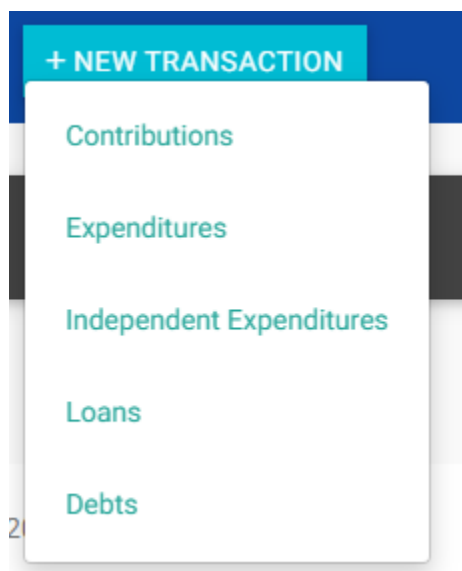 + NEW TRANSACTION
Contributions
Expenditures
Independent Expenditures
Loans
Debts